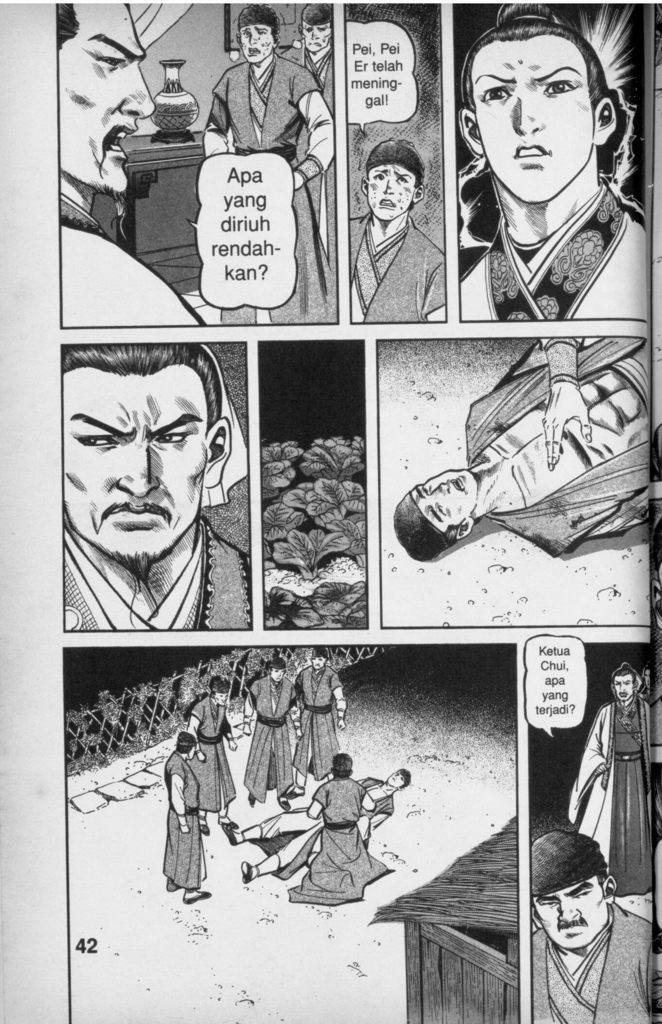 Apa
yang
diriuh
rendah-
kan?
Pei, Pei
Er telah
mening-
gal!
Ketua
Chui,
apa
yang
terjadi?
42